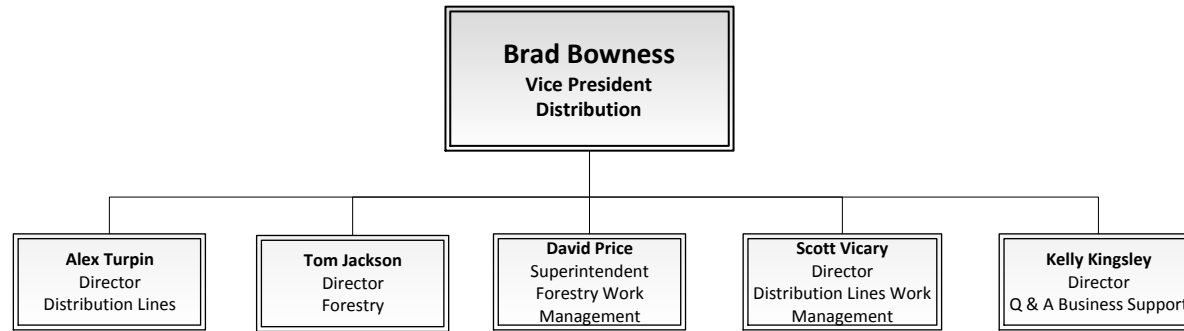 Brad Bowness
Vice President
Distribution
Alex Turpin
Director
Distribution Lines
Tom Jackson
Director
Forestry
David Price
Superintendent
Forestry Work
Management
Scott Vicary
Director
Distribution Lines Work
Management
Kelly Kingsley
Director
Q & A Business Support